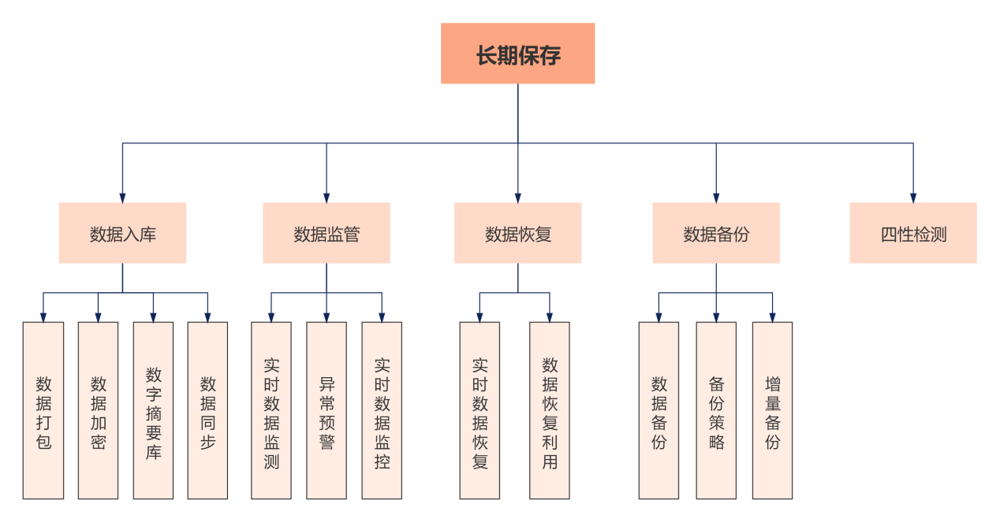 长期保存
数据入库
数据监管
数据恢复
数据备份
四性检测
数据打包
数据加密
数字摘要库
数据同步
实时数据监测
异常预警
实时数据监控
实时数据恢复
数据恢复利用
数据备份
备份策略
增量备份